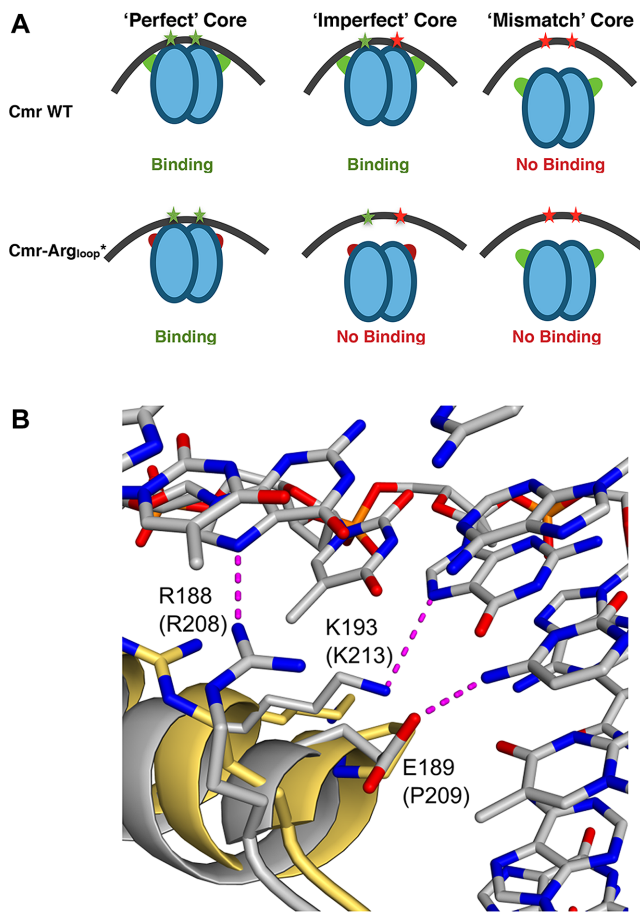 A
'Perfect' Core 'Imperfect' Core 'Mismatch' Core
Cmr WT
Binding Binding No Binding
Cmr-Argloop*
Binding No Binding No Binding
B
R188
(R208)
K193
(K213)
E189
(P209)